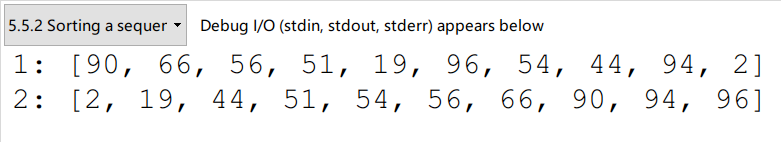 5.5.2 Sorting a sequer Debug I/O (stdin, stdout, stderr) appears below
1: [90, 66, 56, 51, 19, 96, 54, 44, 94, 2]
2: [2, 19, 44, 51, 54, 56, 66, 90, 94, 96]